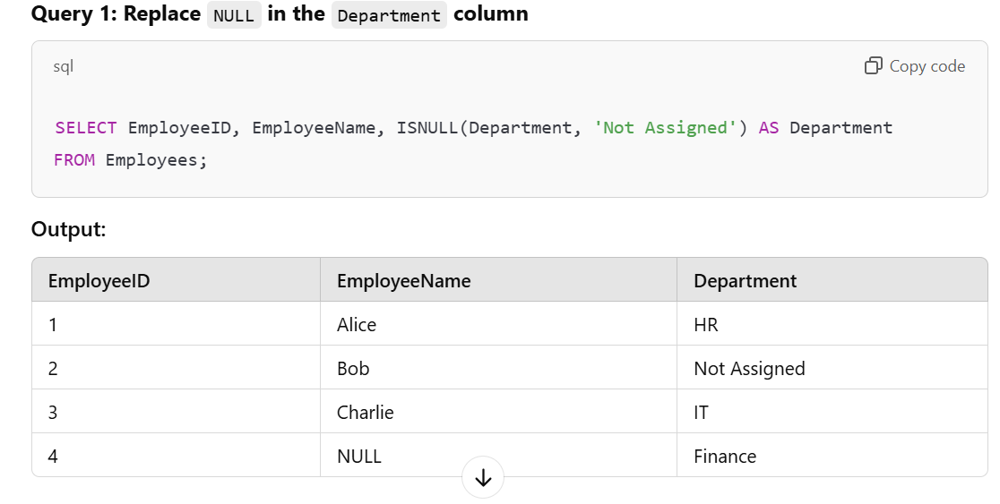 Query 1: Replace NULL in the Department column
sql
Copy code
SELECT EmployeeID, EmployeeName, ISNULL(Department, 'Not Assigned') AS Department
FROM Employees;
Output:
EmployeeID EmployeeName Department
1 Alice HR
2 Bob Not Assigned
3 Charlie IT
4 NULL Finance